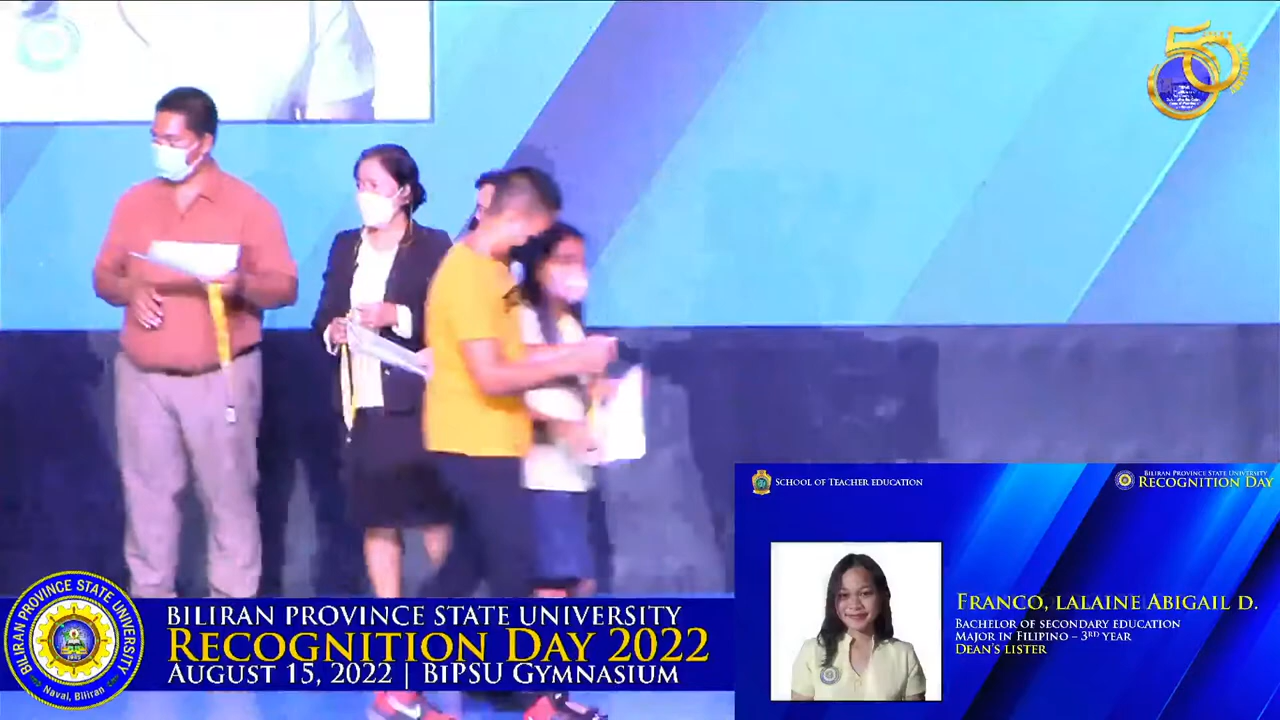 50
SCHOOL OF TEACHER EDUCATION
BILIRAN PROVINCE STATE UNIVERSITY
RECOGNITION DAY
FRANCO, LALAINE ABIGAIL D.
BACHELOR OF SECONDARY EDUCATION
MAJOR IN FILIPINO – 3RD YEAR
DEAN'S LISTER
BILIRAN PROVINCE STATE UNIVERSITY
Naval, Biliran
BILIRAN PROVINCE STATE UNIVERSITY
RECOGNITION DAY 2022
AUGUST 15, 2022 | BIPSU GYMNASIUM